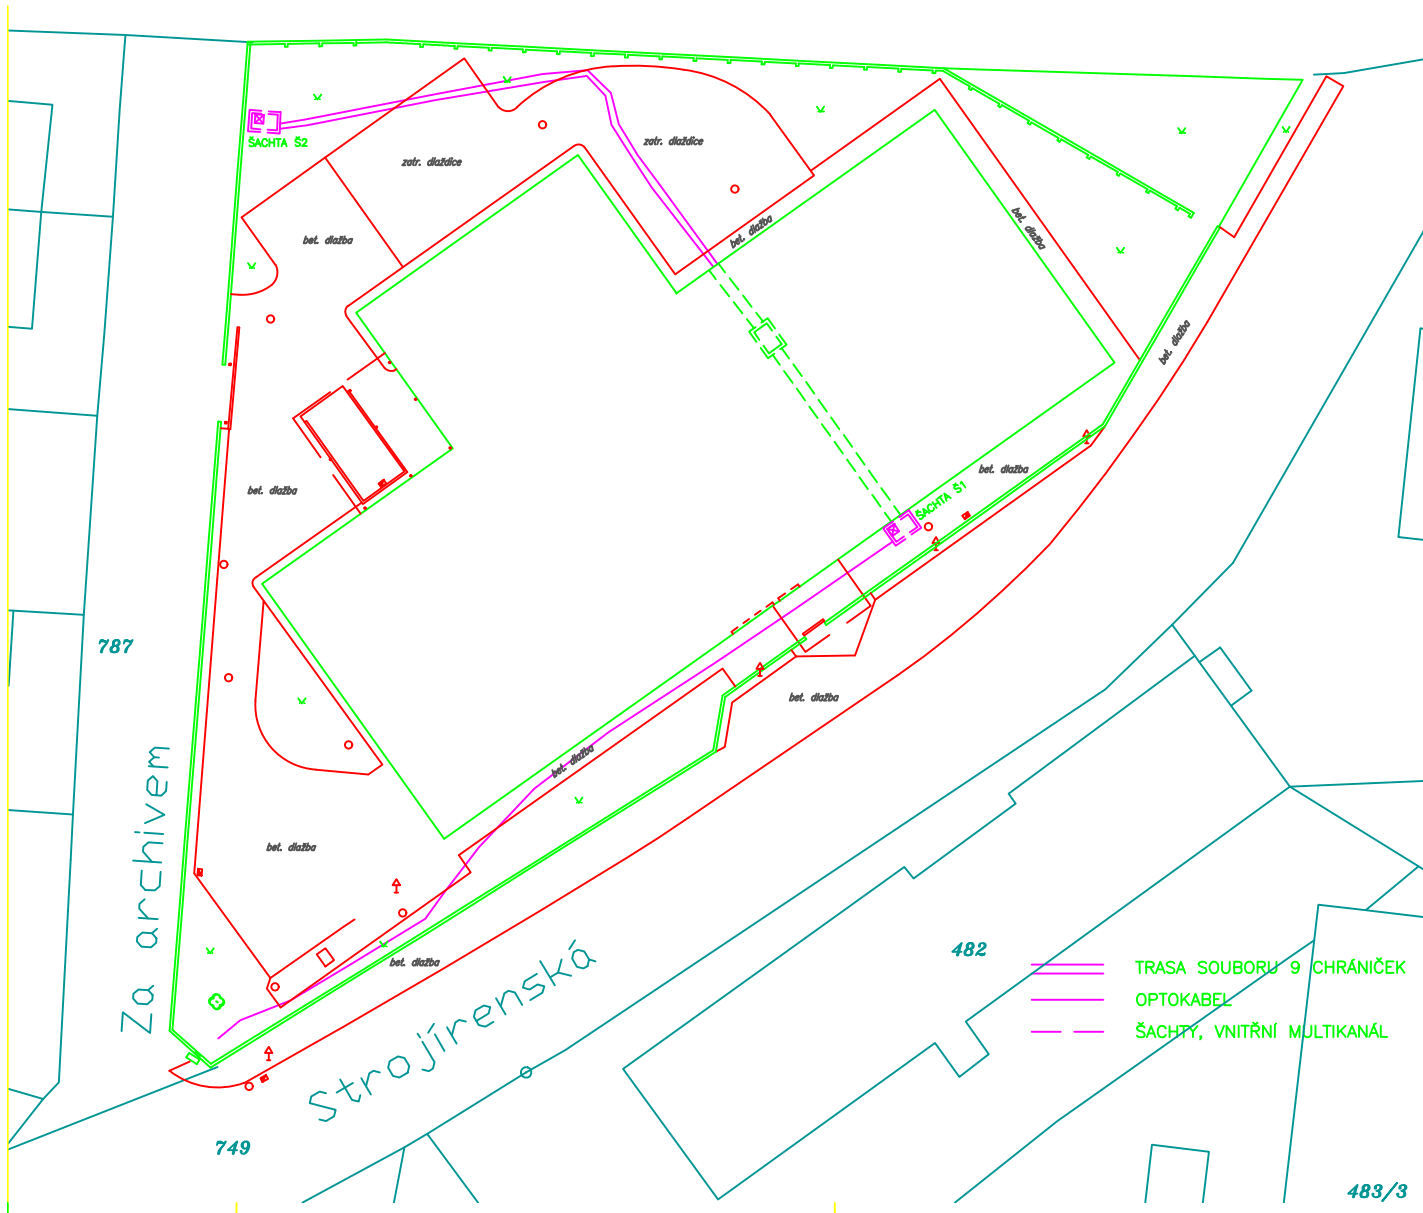 ŠACHTA Š2
zatr. dlaždice
zatr. dlaždice
bet. dlažba
bet. dlažba
bet. dlažba
bet. dlažba
bet. dlažba
bet. dlažba
ŠACHTA Š1
787
bet. dlažba
bet. dlažba
bet. dlažba
Za archivem
bet. dlažba
Strojírenská
482
TRASA SOUBORU 9 CHRÁNIČEK
OPTOKABEL
ŠACHTY, VNITŘNÍ MULTIKANÁL
749
483/3